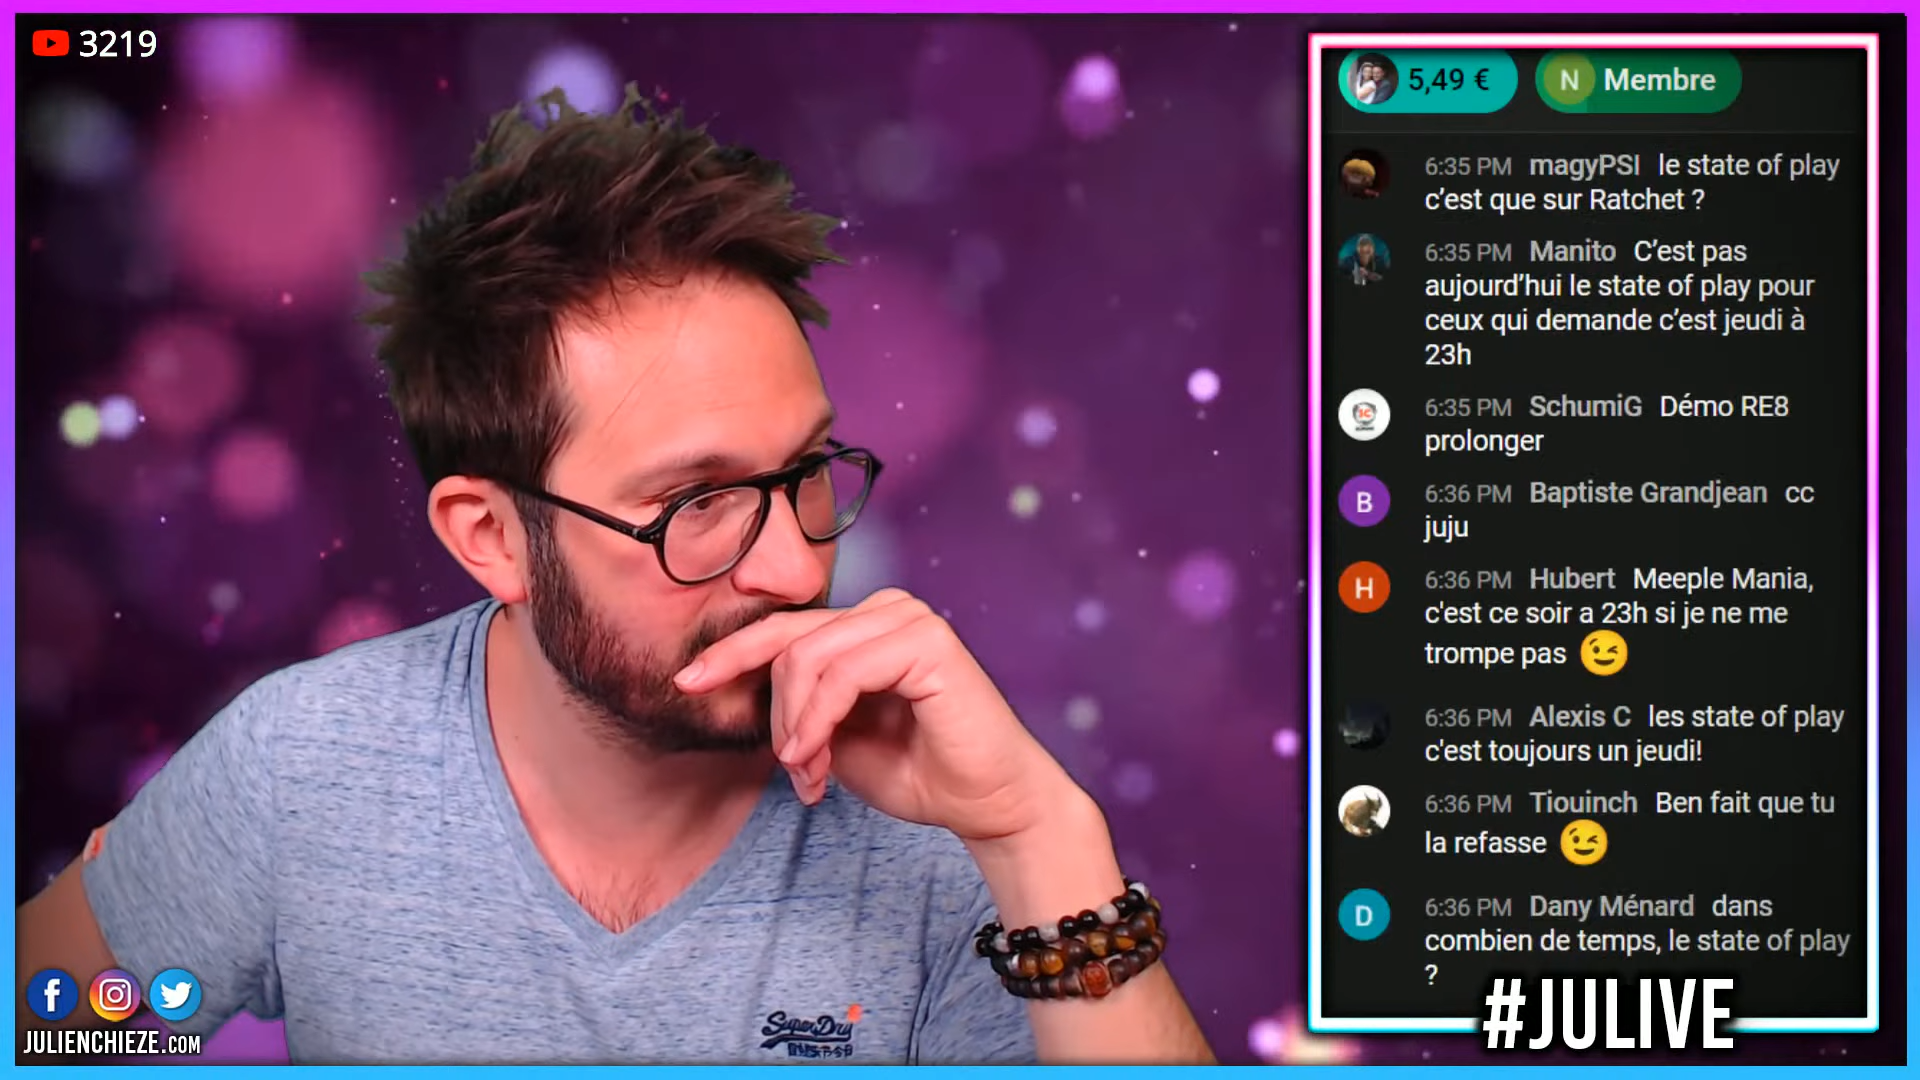 3219
5,49 €
N Membre
6:35 PM magyPSI le state of play
c’est que sur Ratchet ?
6:35 PM Manito C’est pas
aujourd’hui le state of play pour
ceux qui demande c’est jeudi à
23h
6:35 PM SchumiG Démo RE8
prolonger
B 6:36 PM Baptiste Grandjean cc
juju
H 6:36 PM Hubert Meeple Mania,
c'est ce soir a 23h si je ne me
trompe pas 😉
6:36 PM Alexis C les state of play
c'est toujours un jeudi!
6:36 PM Tiouinch Ben fait que tu
la refasse 😉
D 6:36 PM Dany Ménard dans
combien de temps, le state of play
?
#JULIVE
SuperDry
JULIENCHIEZE.COM